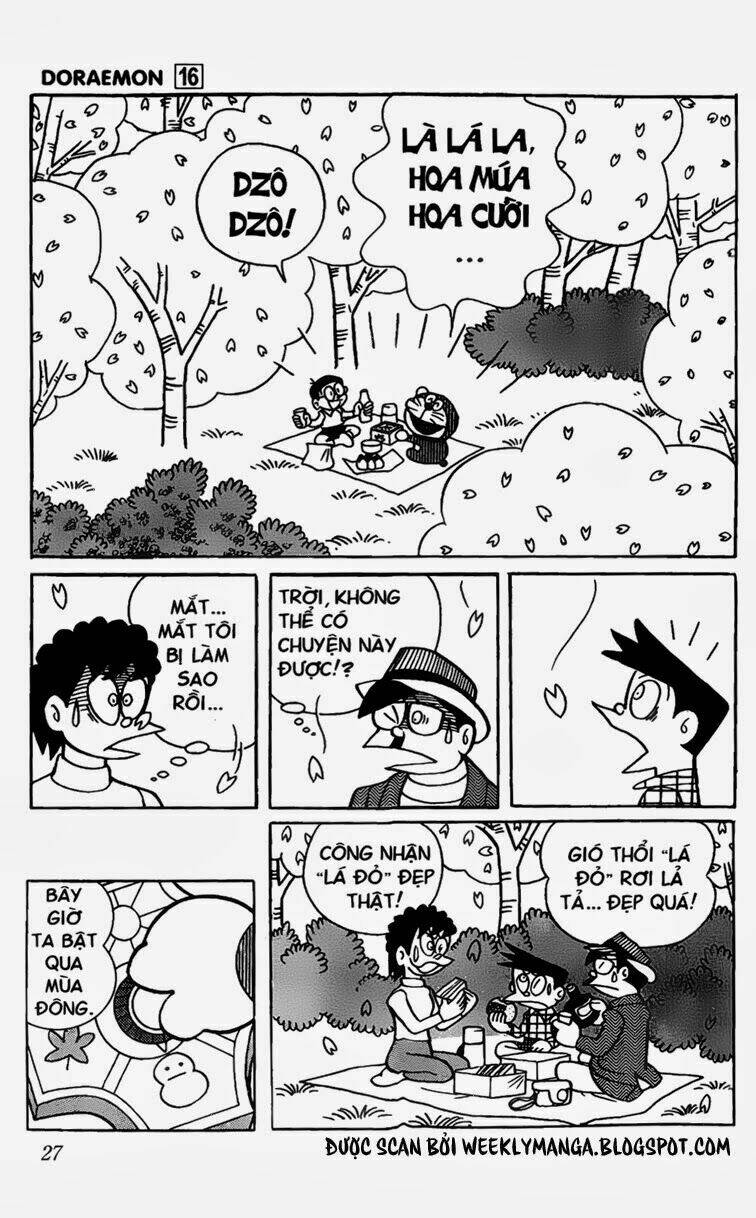 DORAEMON 16
DZÔ
DZÔ!
LÀ LÁ LA,
HOA MÚA
HOA CƯỜI
...
MẮT...
MẮT TÔI
BỊ LÀM
SAO
RỒI...
TRỜI, KHÔNG
THỂ CÓ
CHUYỆN NÀY
ĐƯỢC!?
BÂY
GIỜ
TA BẬT
QUA
MÙA
ĐÔNG.
CÔNG NHẬN
"LÁ ĐỎ" ĐẸP
THẬT!
GIÓ THỔI "LÁ
ĐỎ" RƠI LẢ
TẢ... ĐẸP QUÁ!
27
ĐƯỢC SCAN BỞI WEEKLYMANGA.BLOGSPOT.COM